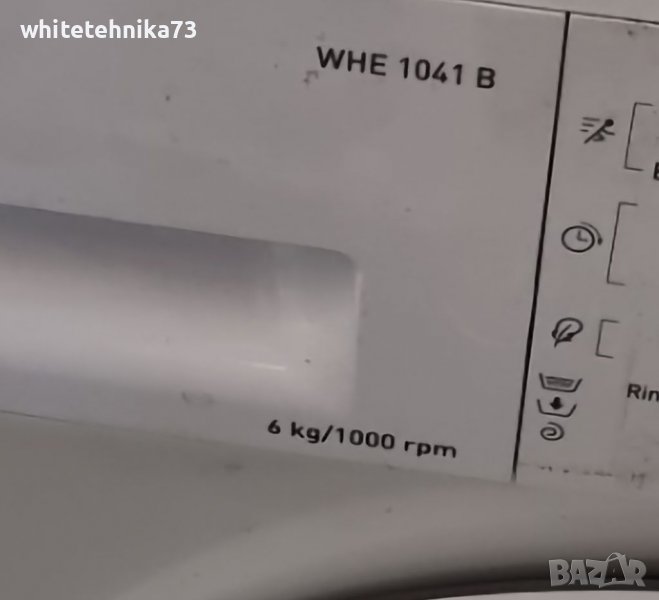 whitetehnika73
WHE 1041 B
Rin
6 kg/1000 rpm
BAZAR